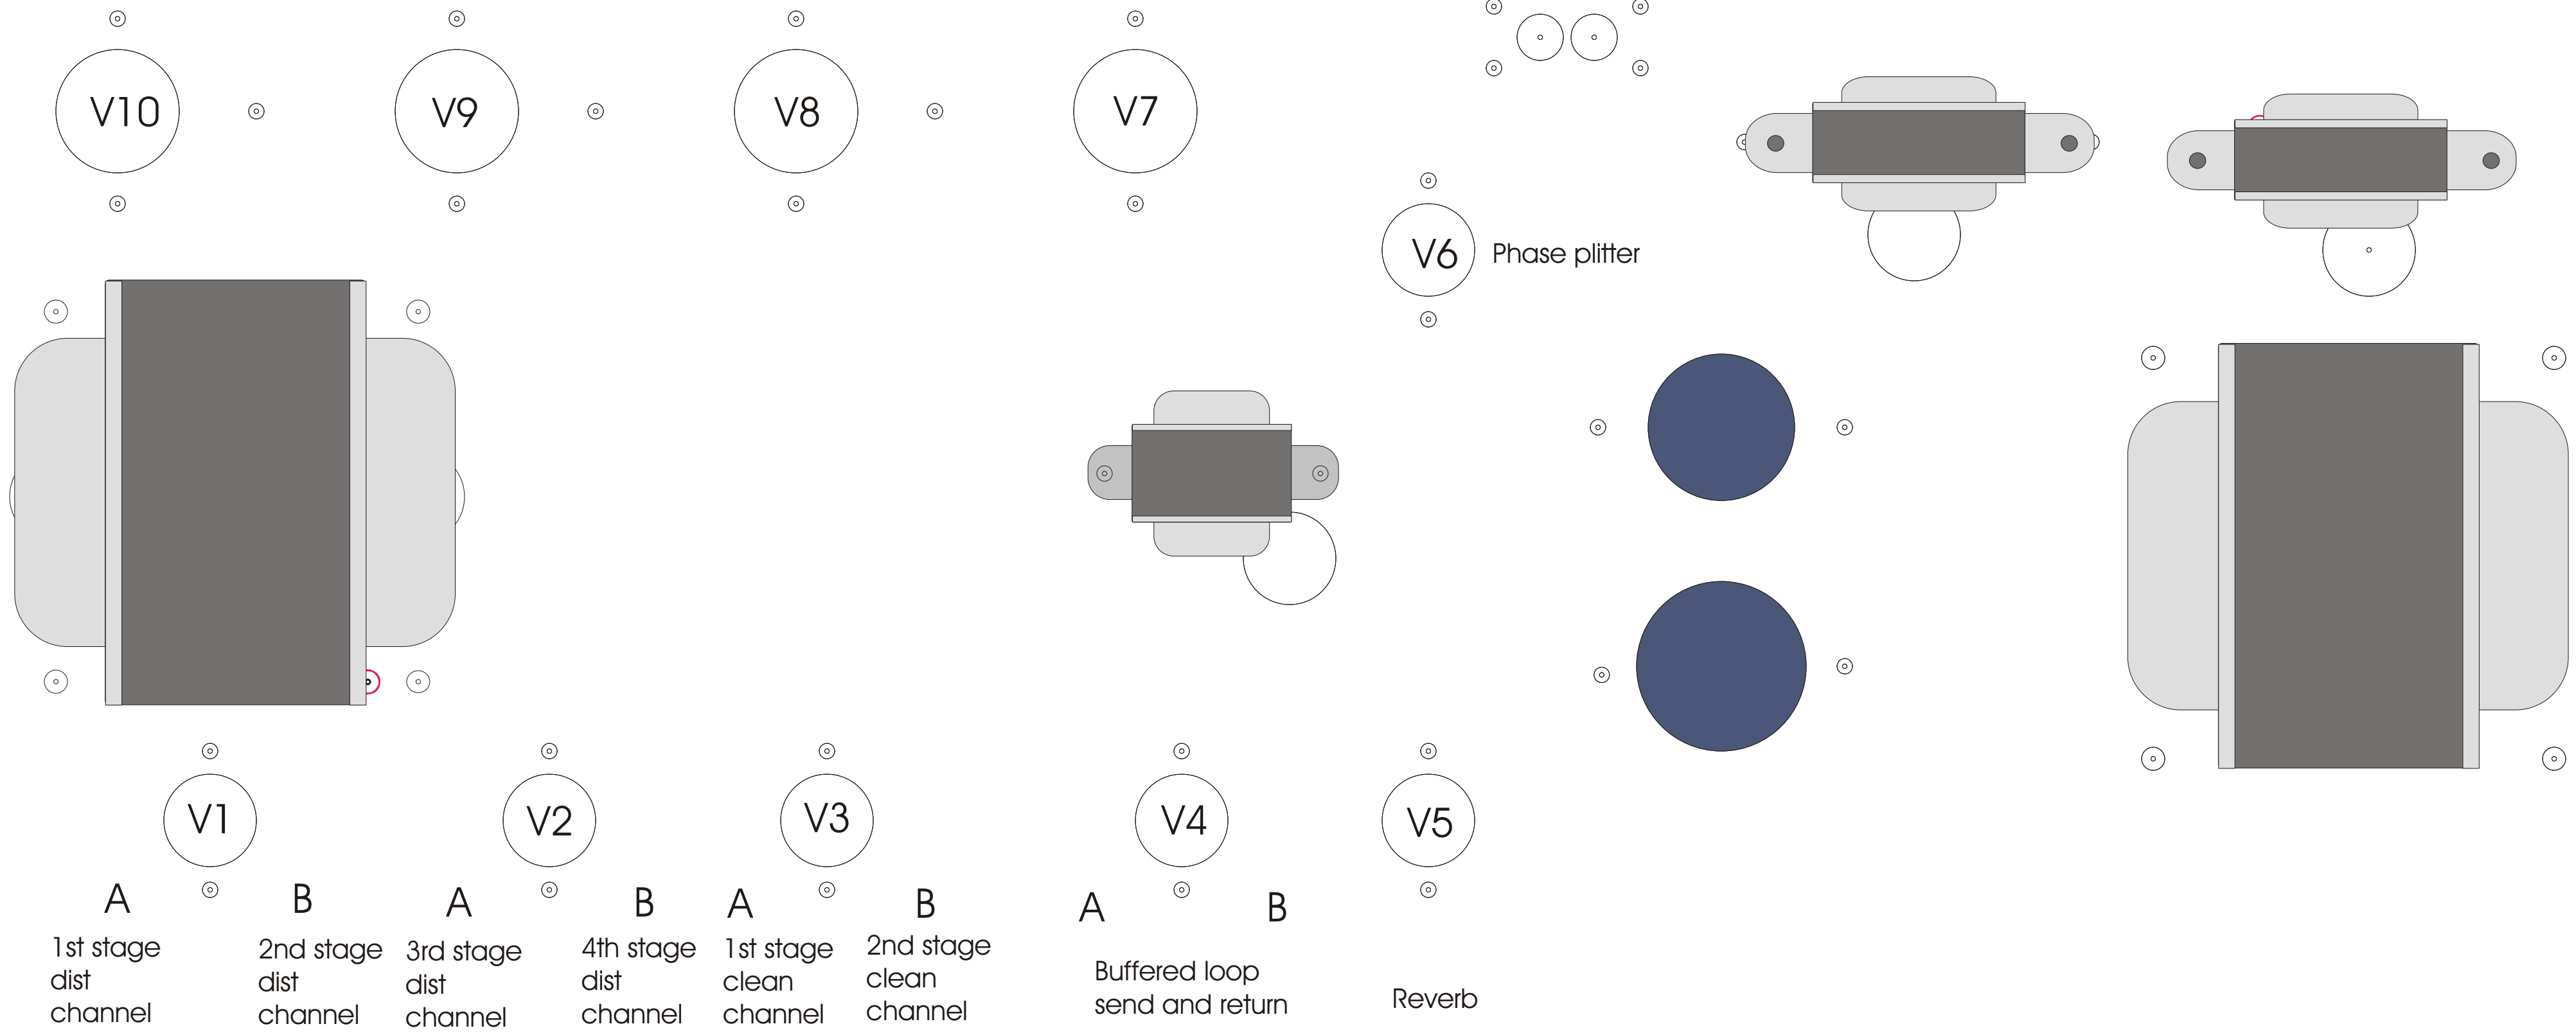 V10
V9
V8
V7
V6
Phase plitter
V1
V2
V3
V4
V5
A
B
A
B
A
B
A
B
1st stage
dist
channel
2nd stage
dist
channel
3rd stage
dist
channel
4th stage
dist
channel
1st stage
clean
channel
2nd stage
clean
channel
Buffered loop
send and return
Reverb